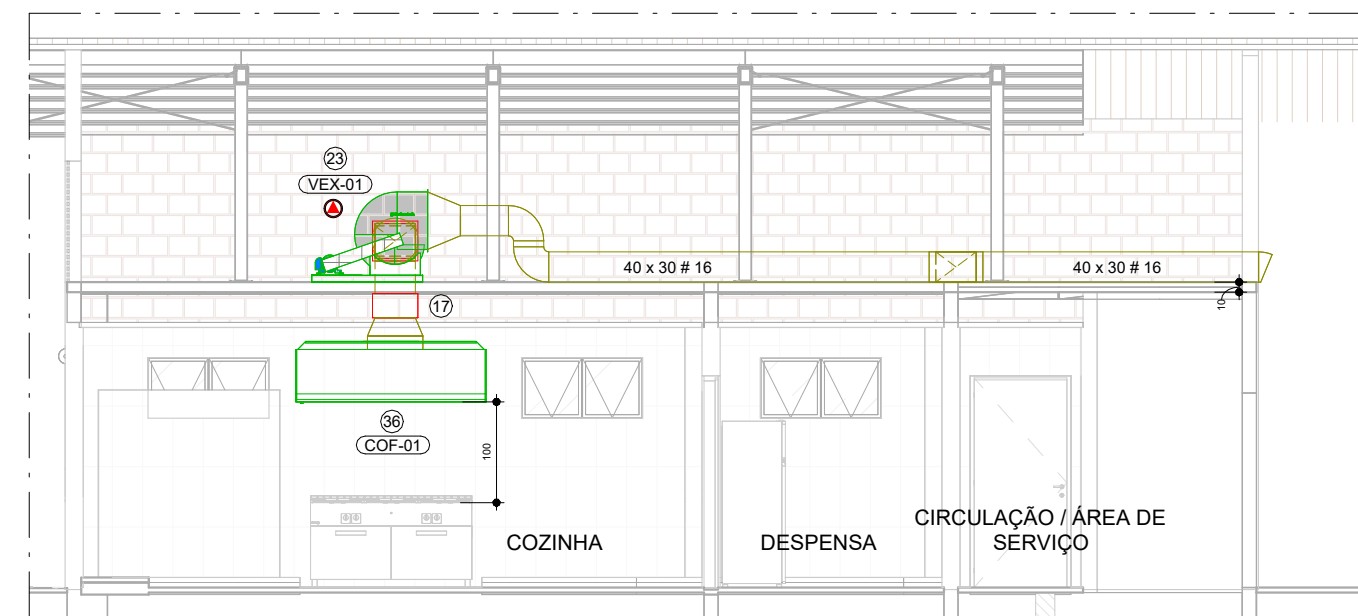 23
VEX-01
40 x 30 # 16
40 x 30 # 16
10
17
36
COF-01
100
COZINHA
DESPENSA
CIRCULAÇÃO / ÁREA DE
SERVIÇO